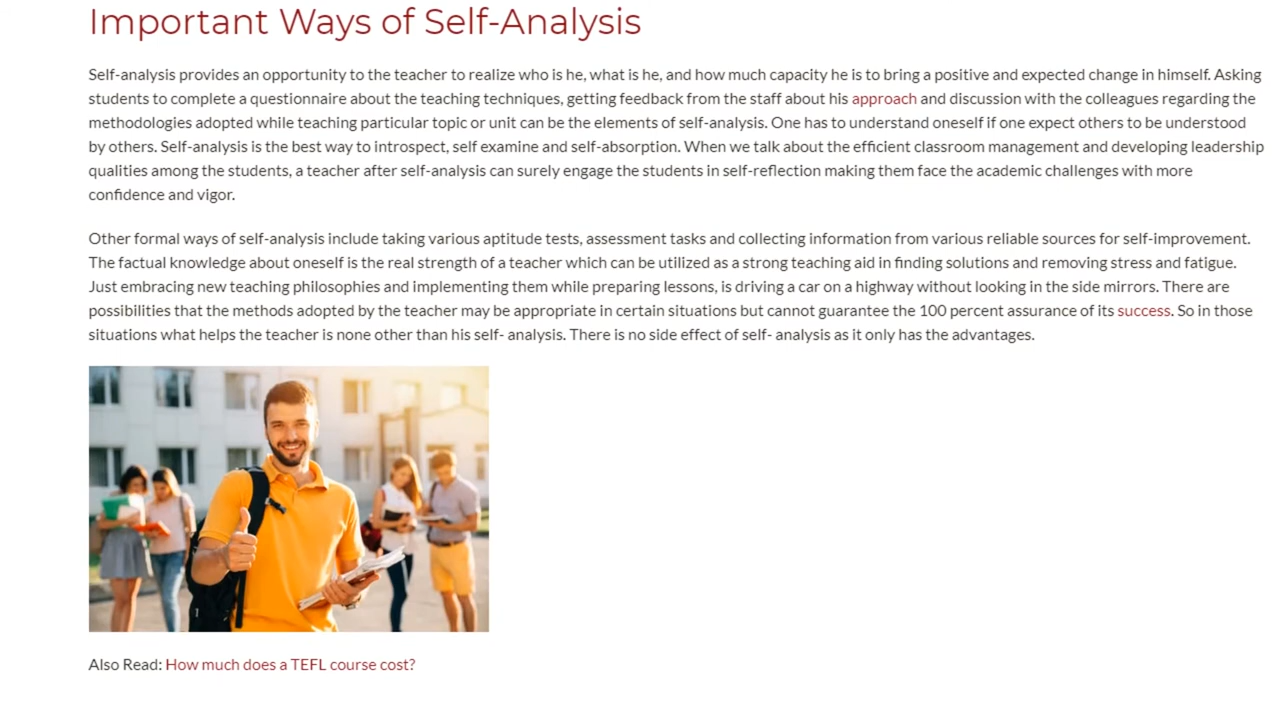 Important Ways of Self-Analysis
Self-analysis provides an opportunity to the teacher to realize who is he, what is he, and how much capacity he is to bring a positive and expected change in himself. Asking
students to complete a questionnaire about the teaching techniques, getting feedback from the staff about his approach and discussion with the colleagues regarding the
methodologies adopted while teaching particular topic or unit can be the elements of self-analysis. One has to understand oneself if one expect others to be understood
by others. Self-analysis is the best way to introspect, self examine and self-absorption. When we talk about the efficient classroom management and developing leadership
qualities among the students, a teacher after self-analysis can surely engage the students in self-reflection making them face the academic challenges with more
confidence and vigor.
Other formal ways of self-analysis include taking various aptitude tests, assessment tasks and collecting information from various reliable sources for self-improvement.
The factual knowledge about oneself is the real strength of a teacher which can be utilized as a strong teaching aid in finding solutions and removing stress and fatigue.
Just embracing new teaching philosophies and implementing them while preparing lessons, is driving a car on a highway without looking in the side mirrors. There are
possibilities that the methods adopted by the teacher may be appropriate in certain situations but cannot guarantee the 100 percent assurance of its success. So in those
situations what helps the teacher is none other than his self- analysis. There is no side effect of self- analysis as it only has the advantages.
Also Read: How much does a TEFL course cost?